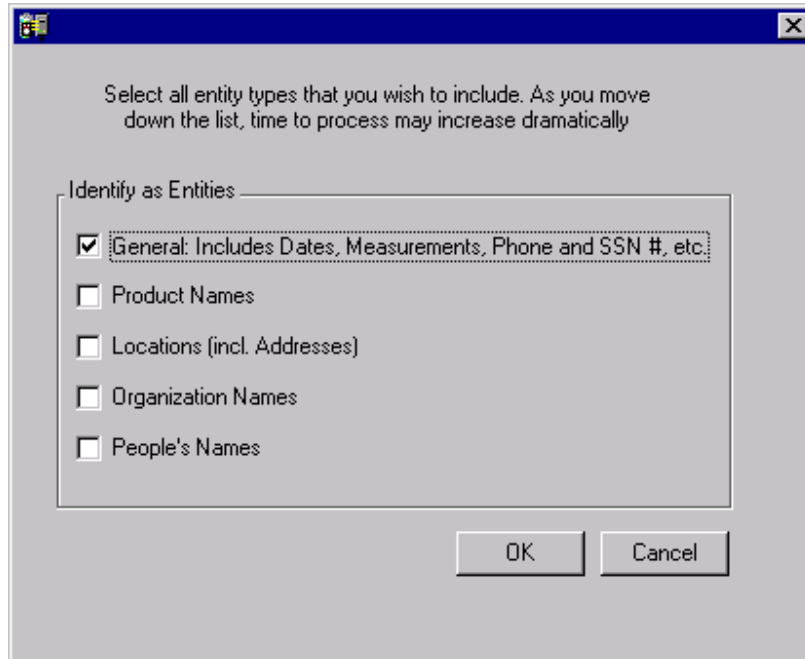 Select all entity types that you wish to include. As you move
down the list, time to process may increase dramatically
Identify as Entities
General: Includes Dates, Measurements, Phone and SSN #, etc.
Product Names
Locations (incl. Addresses)
Organization Names
People's Names
OK
Cancel